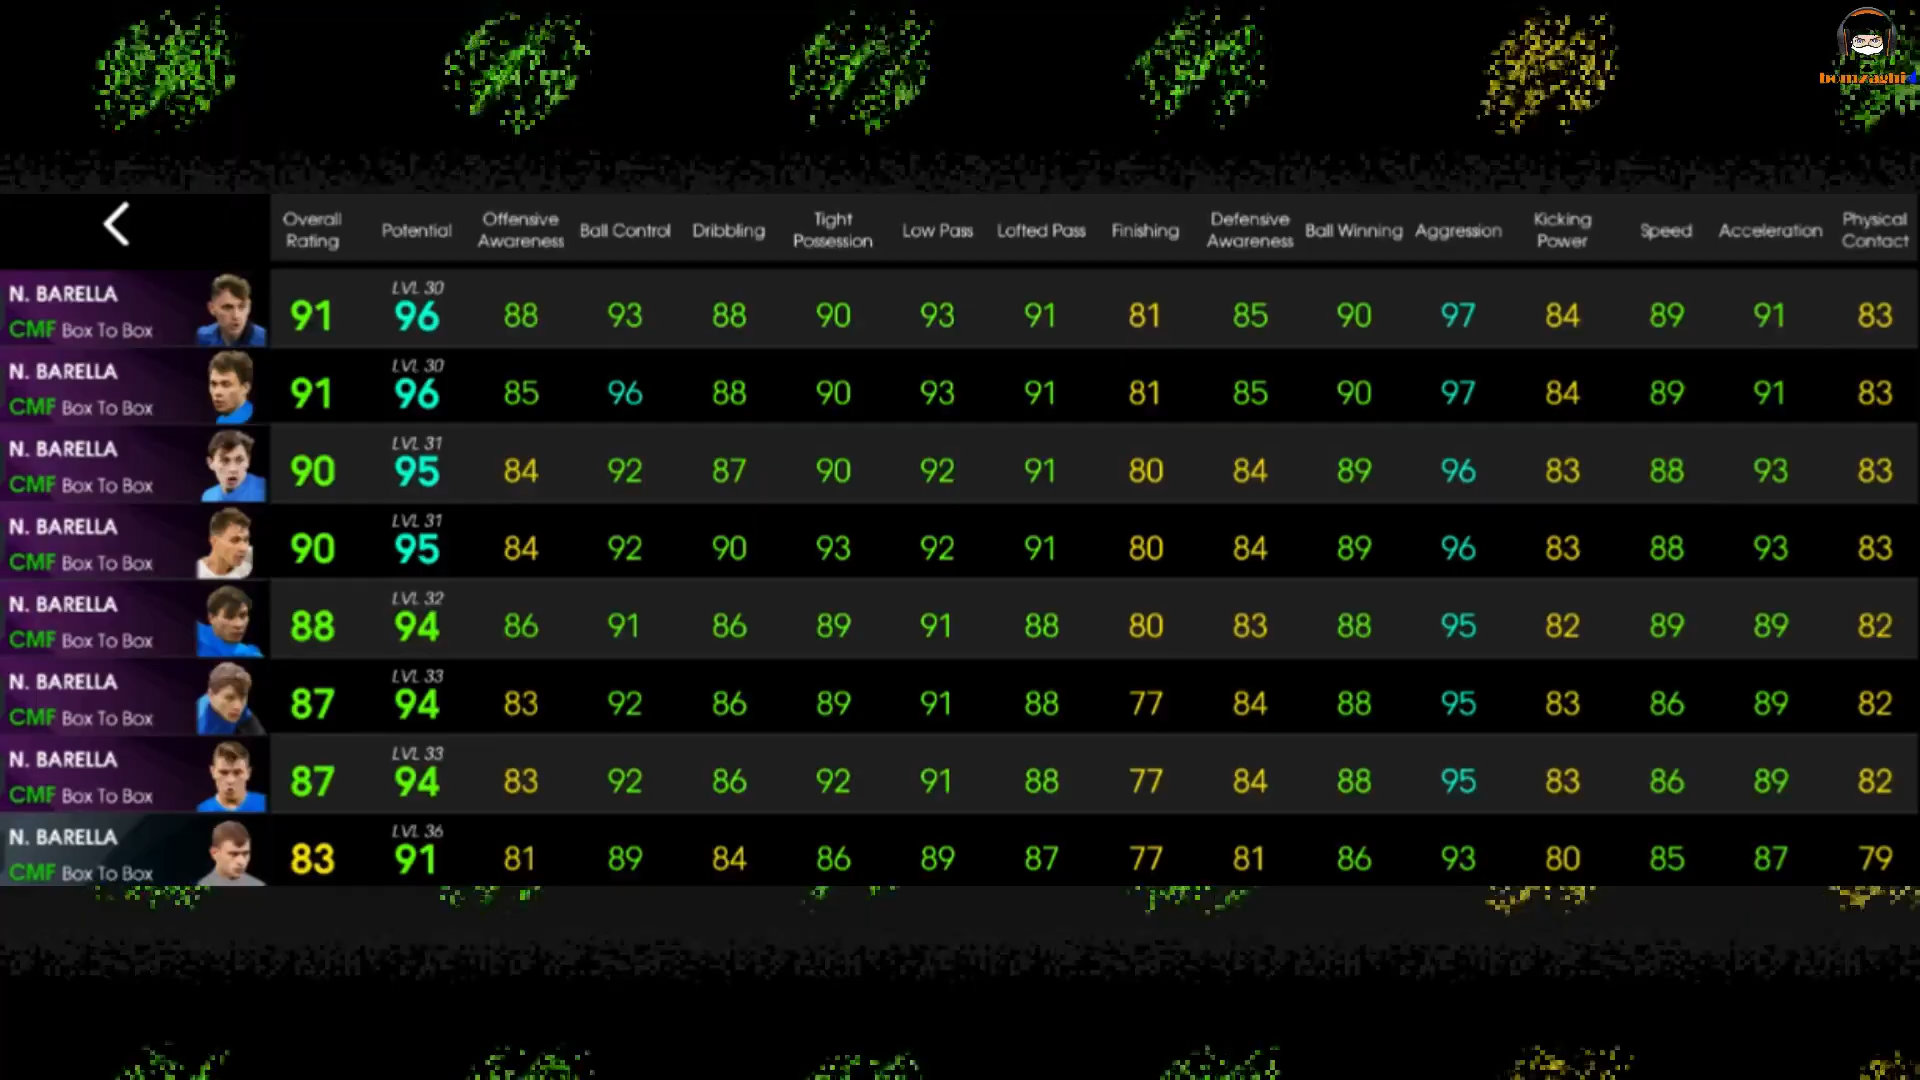 Overall Rating Potential Offensive Awareness Ball Control Dribbling Tight Possession Low Pass Lofted Pass Finishing Defensive Awareness Ball Winning Aggression Kicking Power Speed Acceleration Physical Contact
LVL 30
N. BARELLA
CMF Box To Box 91 96 88 93 88 90 93 91 81 85 90 97 84 89 91 83
LVL 30
N. BARELLA
CMF Box To Box 91 96 85 96 88 90 93 91 81 85 90 97 84 89 91 83
LVL 31
N. BARELLA
CMF Box To Box 90 95 84 92 87 90 92 91 80 84 89 96 83 88 93 83
LVL 31
N. BARELLA
CMF Box To Box 90 95 84 92 90 93 92 91 80 84 89 96 83 88 93 83
LVL 32
N. BARELLA
CMF Box To Box 88 94 86 91 86 89 91 88 80 83 88 95 82 89 89 82
LVL 33
N. BARELLA
CMF Box To Box 87 94 83 92 86 89 91 88 77 84 88 95 83 86 89 82
LVL 33
N. BARELLA
CMF Box To Box 87 94 83 92 86 92 91 88 77 84 88 95 83 86 89 82
LVL 36
N. BARELLA
CMF Box To Box 83 91 81 89 84 86 89 87 77 81 86 93 80 85 87 79